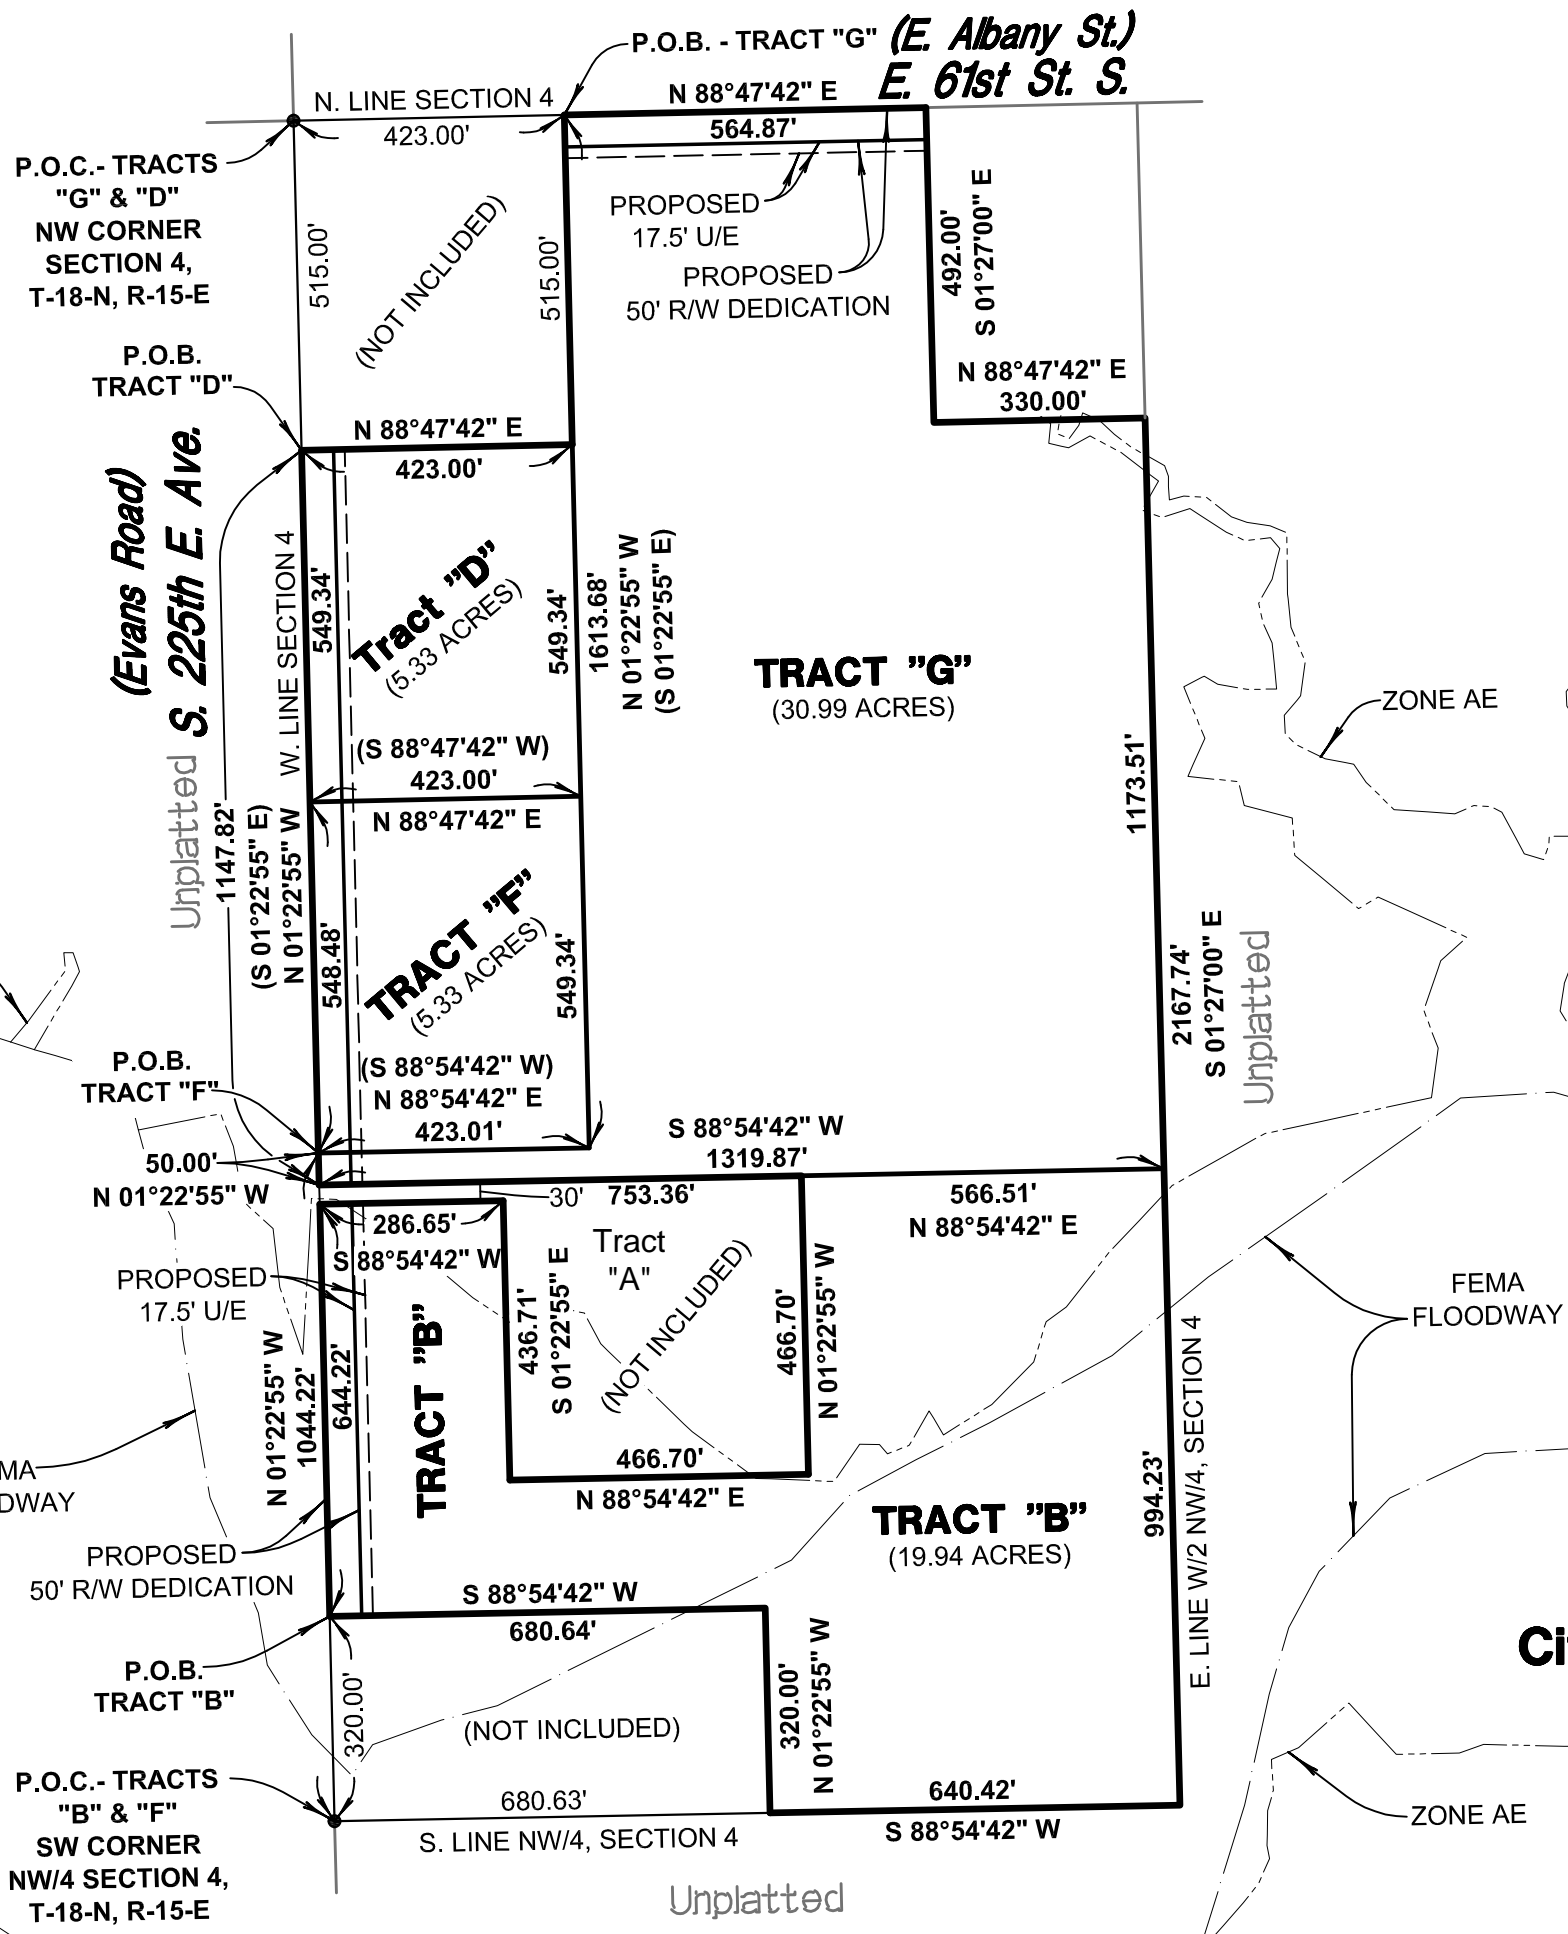 P.O.B. - TRACT "G"
(E. Albany St.)
E. 61st St. S.
N. LINE SECTION 4
423.00'
N 88°47'42" E
564.87'
P.O.C.- TRACTS
"G" & "D"
NW CORNER
SECTION 4,
T-18-N, R-15-E
515.00'
(NOT INCLUDED)
515.00'
PROPOSED
17.5' U/E
PROPOSED
50' R/W DEDICATION
492.00'
S 01°27'00" E
N 88°47'42" E
330.00'
P.O.B.
TRACT "D"
N 88°47'42" E
423.00'
(Evans Road)
S. 225th E. Ave.
W. LINE SECTION 4
549.34'
Tract "D"
(5.33 ACRES)
549.34'
1613.68'
N 01°22'55" W
(S 01°22'55" E)
TRACT "G"
(30.99 ACRES)
ZONE AE
1173.51'
(S 88°47'42" W)
423.00'
N 88°47'42" E
Unplatted
1147.82'
(S 01°22'55" E)
N 01°22'55" W
548.48'
TRACT "F"
(5.33 ACRES)
549.34'
2167.74'
S 01°27'00" E
Unplatted
(S 88°54'42" W)
N 88°54'42" E
423.01'
P.O.B.
TRACT "F"
S 88°54'42" W
1319.87'
50.00'
N 01°22'55" W
30'
753.36'
566.51'
N 88°54'42" E
286.65'
S 88°54'42" W
Tract
"A"
(NOT INCLUDED)
436.71'
S 01°22'55" E
466.70'
N 01°22'55" W
PROPOSED
17.5' U/E
FEMA
FLOODWAY
N 01°22'55" W
1044.22'
644.22'
TRACT "B"
466.70'
N 88°54'42" E
MA
DWAY
TRACT "B"
(19.94 ACRES)
994.23'
E. LINE W/2 NW/4, SECTION 4
PROPOSED
50' R/W DEDICATION
S 88°54'42" W
680.64'
P.O.B.
TRACT "B"
320.00'
(NOT INCLUDED)
320.00'
N 01°22'55" W
Ci
P.O.C.- TRACTS
"B" & "F"
SW CORNER
NW/4 SECTION 4,
T-18-N, R-15-E
680.63'
S. LINE NW/4, SECTION 4
640.42'
S 88°54'42" W
ZONE AE
Unplatted